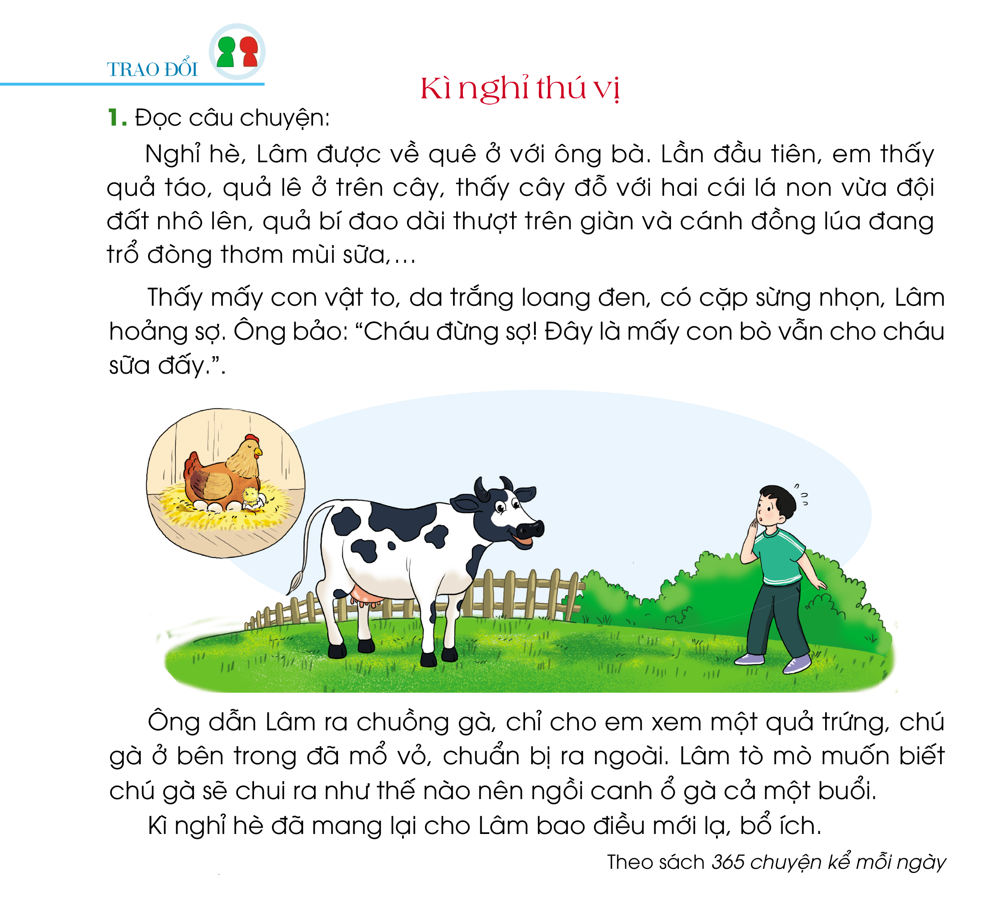 TRAO ĐỔI
Kì nghỉ thú vị
1. Đọc câu chuyện:
Nghỉ hè, Lâm được về quê ở với ông bà. Lần đầu tiên, em thấy
quả táo, quả lê ở trên cây, thấy cây đỗ với hai cái lá non vừa đội
đất nhô lên, quả bí đao dài thượt trên giàn và cánh đồng lúa đang
trổ đòng thơm mùi sữa,...
Thấy mấy con vật to, da trắng loang đen, có cặp sừng nhọn, Lâm
hoảng sợ. Ông bảo: “Cháu đừng sợ! Đây là mấy con bò vẫn cho cháu
sữa đấy.”.
Ông dẫn Lâm ra chuồng gà, chỉ cho em xem một quả trứng, chú
gà ở bên trong đã mổ vỏ, chuẩn bị ra ngoài. Lâm tò mò muốn biết
chú gà sẽ chui ra như thế nào nên ngồi canh ổ gà cả một buổi.
Kì nghỉ hè đã mang lại cho Lâm bao điều mới lạ, bổ ích.
Theo sách 365 chuyện kể mỗi ngày